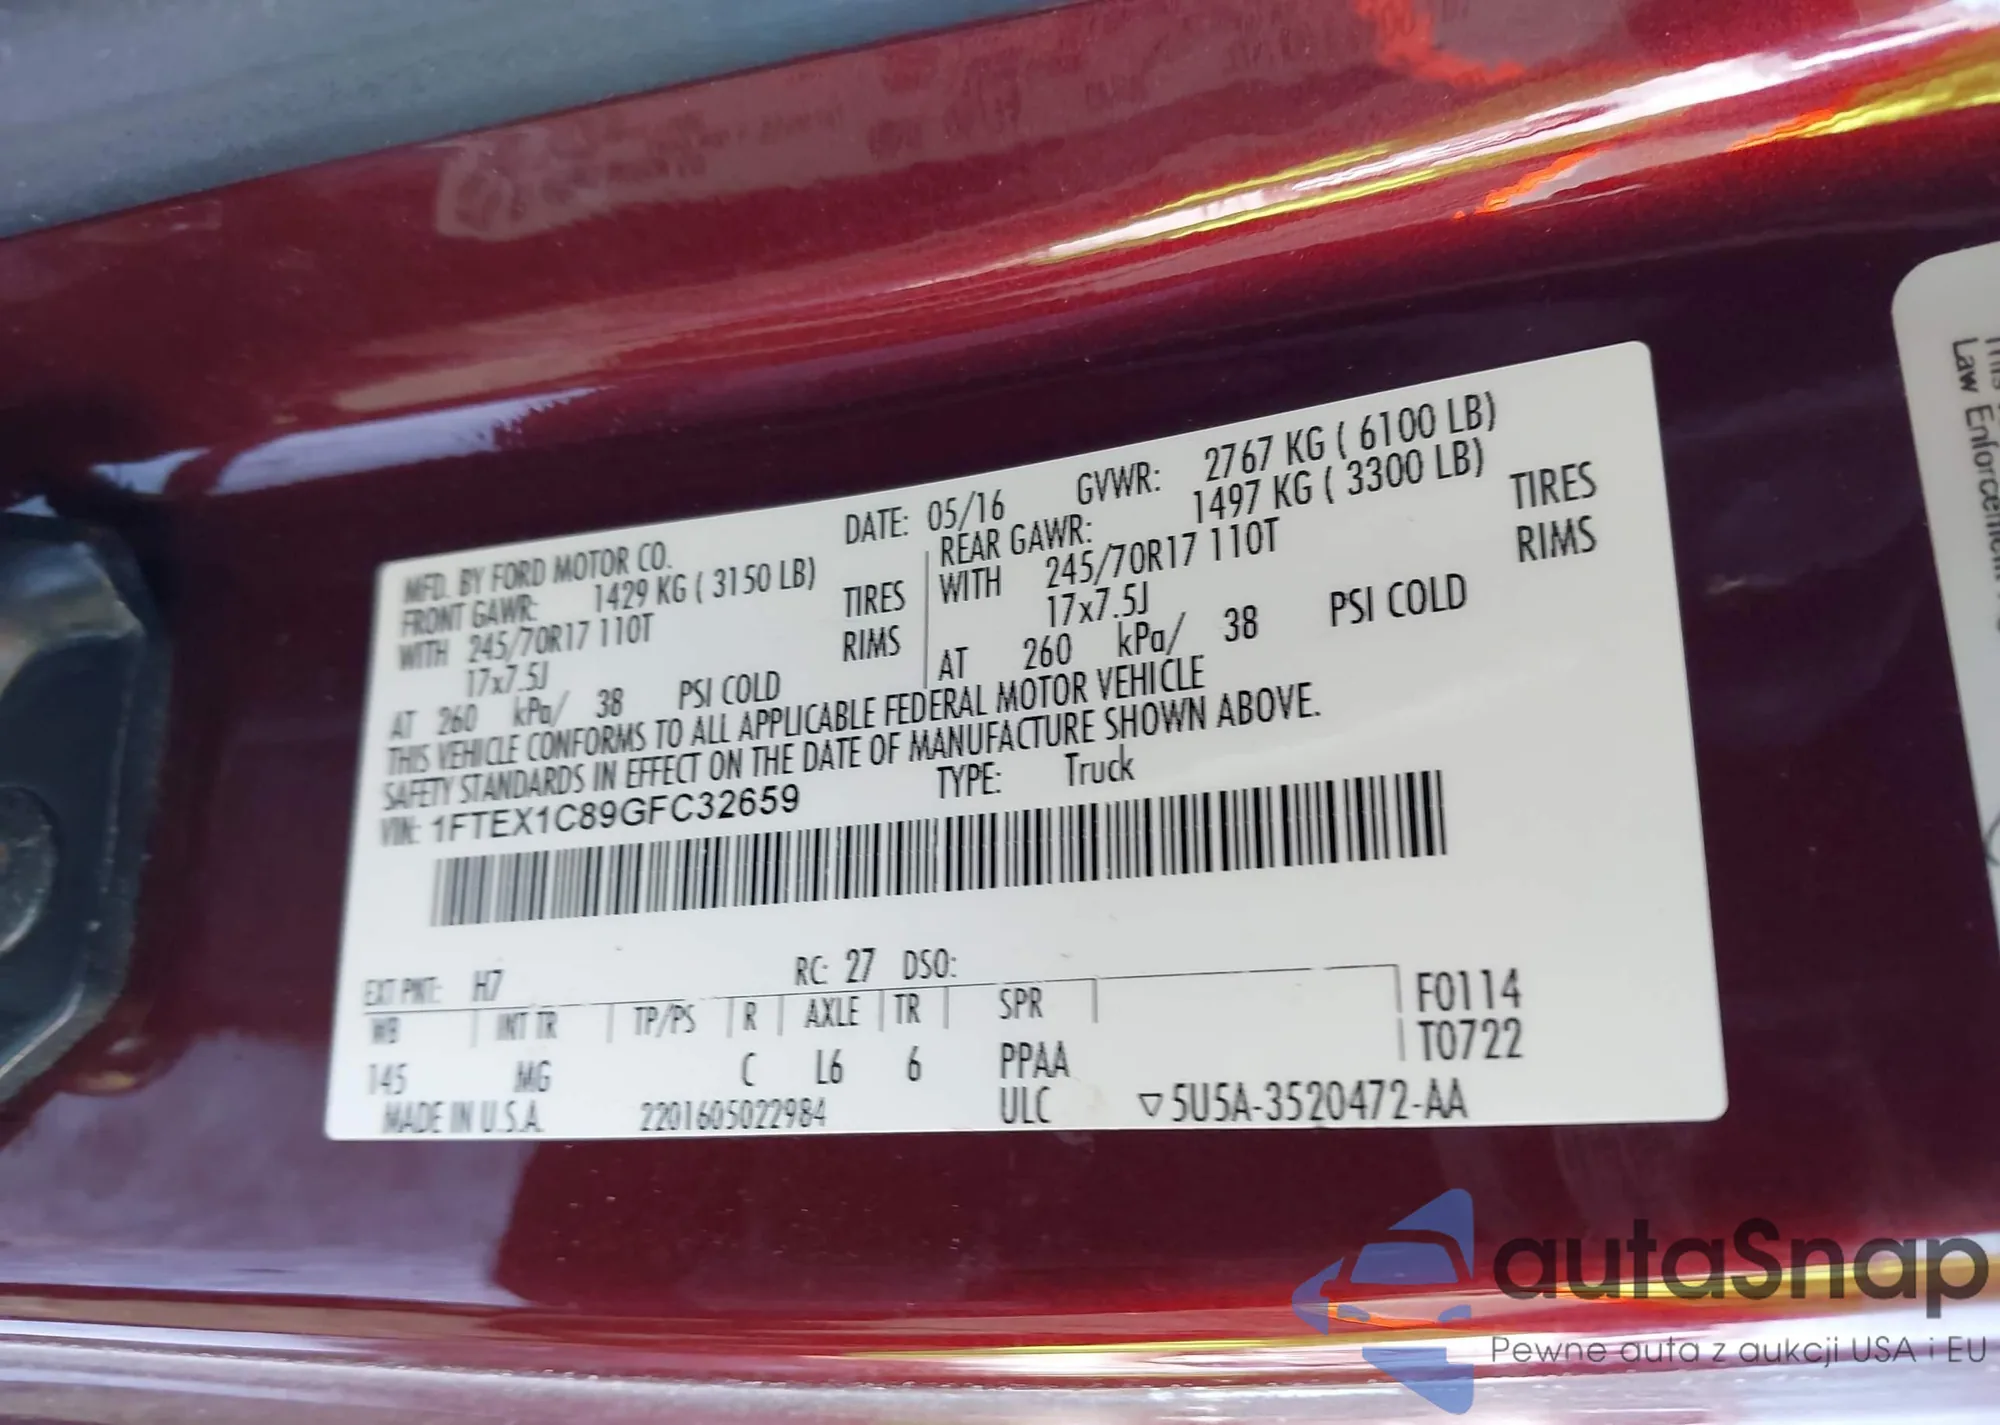 MFD. BY FORD MOTOR CO. DATE: 05/16 GVWR: 2767 KG ( 6100 LB)
FRONT GAWR: 1429 KG ( 3150 LB) REAR GAWR: 1497 KG ( 3300 LB)
WITH 245/70R17 110T TIRES WITH 245/70R17 110T TIRES
17x7.5J RIMS 17x7.5J RIMS
AT 260 kPa/ 38 PSI COLD AT 260 kPa/ 38 PSI COLD
THIS VEHICLE CONFORMS TO ALL APPLICABLE FEDERAL MOTOR VEHICLE
SAFETY STANDARDS IN EFFECT ON THE DATE OF MANUFACTURE SHOWN ABOVE.
VIN: 1FTEX1C89GFC32659 TYPE: Truck
EXT PNT: H7 RC: 27 DSO:
WB INT TR TP/PS R AXLE TR SPR F0114
145 MG C L6 6 PPAA T0722
MADE IN U.S.A. 2201605022984 ULC ▽5U5A-3520472-AA
This
Law Enforcement
autaSnap
Pewne auta z aukcji USA i EU